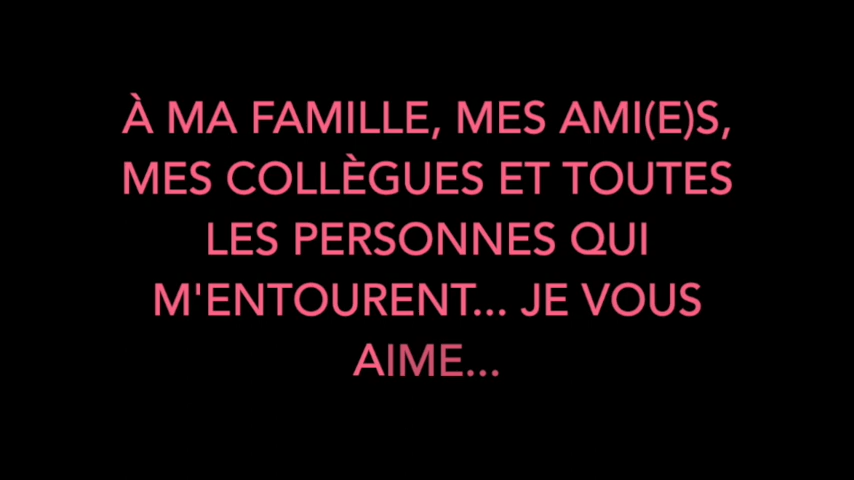 À MA FAMILLE, MES AMI(E)S,
MES COLLÈGUES ET TOUTES
LES PERSONNES QUI
M'ENTOURENT... JE VOUS
AIME...